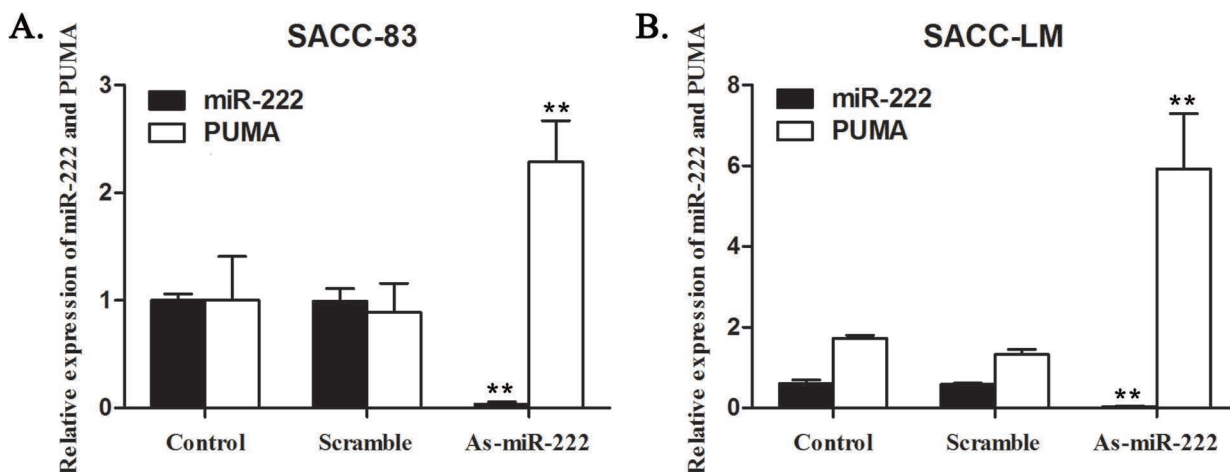 A.
SACC-83
Relative expression of miR-222 and PUMA
miR-222
PUMA
3
2
1
0
**
**
Control
Scramble
As-miR-222
B.
SACC-LM
Relative expression of miR-222 and PUMA
miR-222
PUMA
8
6
4
2
0
**
**
Control
Scramble
As-miR-222